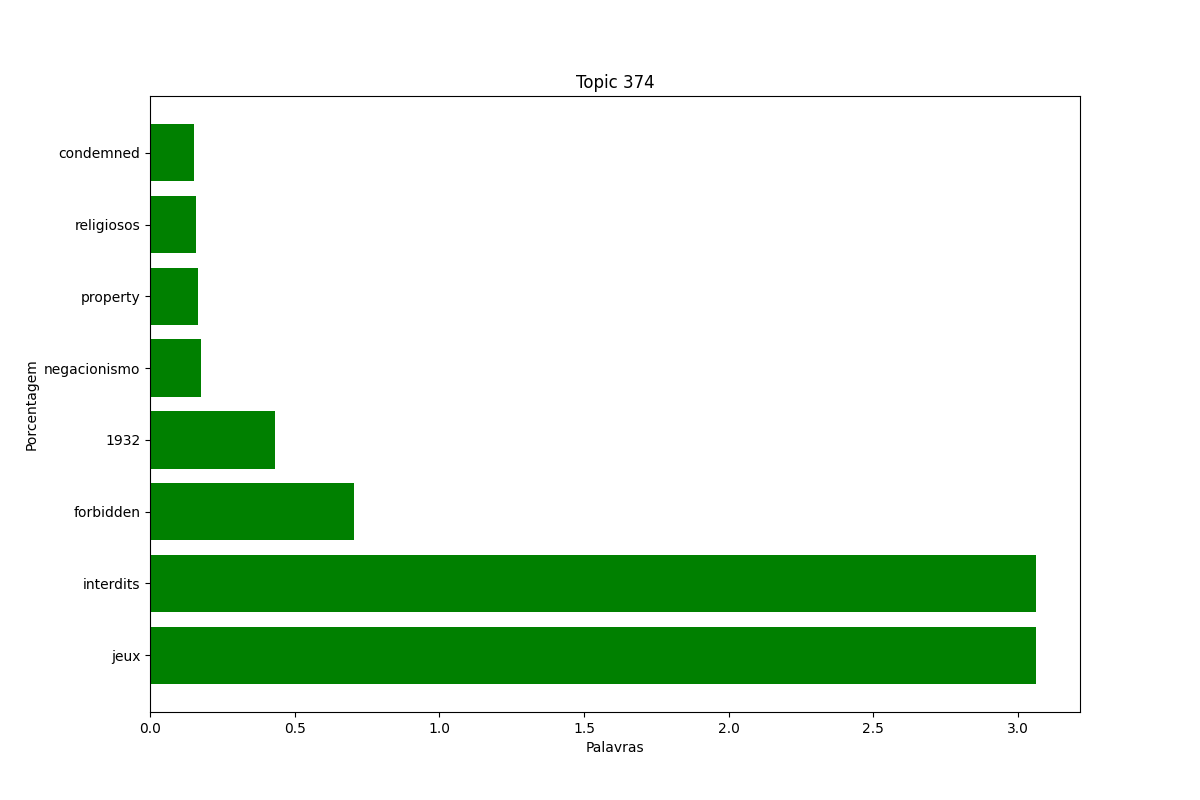 Topic 374
condemned
religiosos
property
negacionismo
1932
forbidden
interdits
jeux
Porcentagem
0.0 0.5 1.0 1.5 2.0 2.5 3.0
Palavras